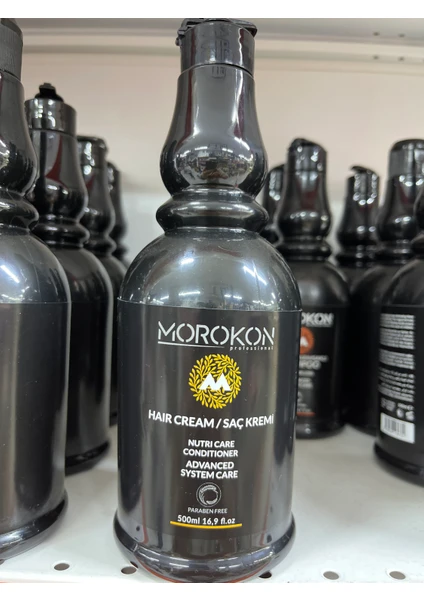 MOROKON
professional
M
HAIR CREAM / SAÇ KREMİ
NUTRI CARE
CONDITIONER
ADVANCED
SYSTEM CARE
PARABEN FREE
500ml 16,9 fl.oz